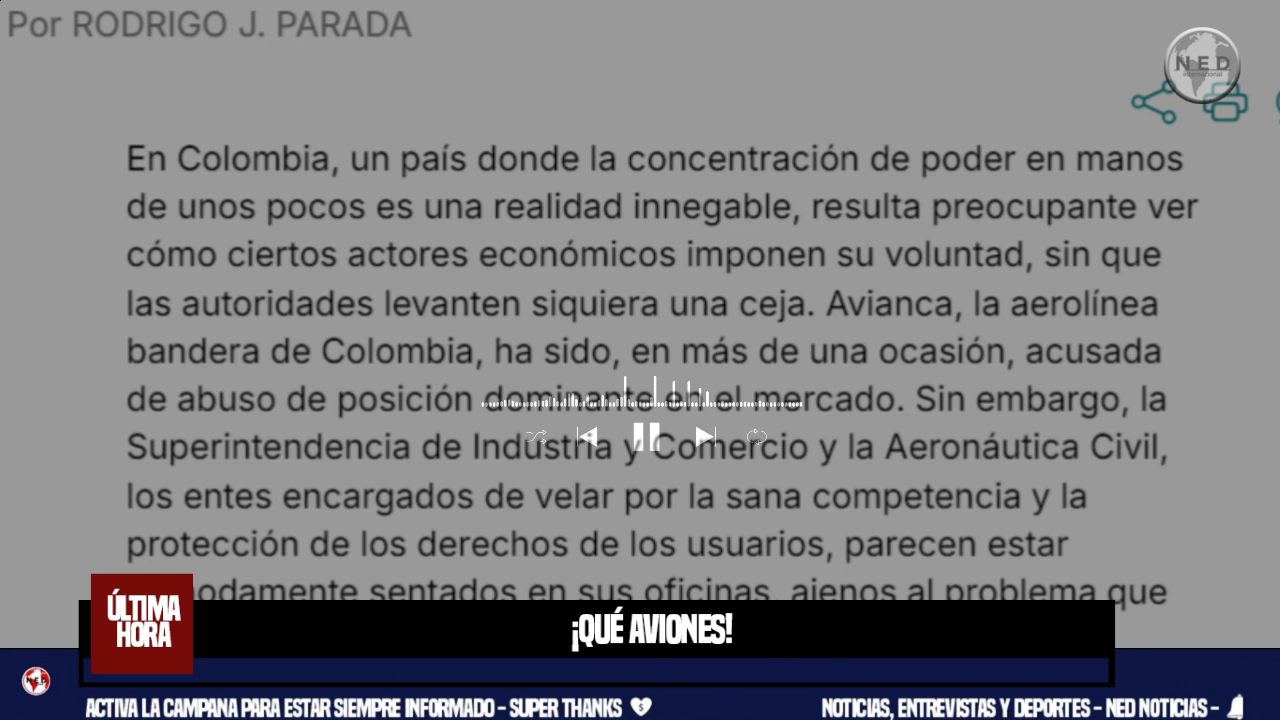 Por RODRIGO J. PARADA
NED
international
En Colombia, un país donde la concentración de poder en manos
de unos pocos es una realidad innegable, resulta preocupante ver
cómo ciertos actores económicos imponen su voluntad, sin que
las autoridades levanten siquiera una ceja. Avianca, la aerolínea
bandera de Colombia, ha sido, en más de una ocasión, acusada
de abuso de posición dominante en el mercado. Sin embargo, la
Superintendencia de Industria y Comercio y la Aeronáutica Civil,
los entes encargados de velar por la sana competencia y la
protección de los derechos de los usuarios, parecen estar
sentados en sus oficinas, ajenos al problema que
ÚLTIMA
HORA
¡QUÉ AVIONES!
NED
ACTIVA LA CAMPANA PARA ESTAR SIEMPRE INFORMADO - SUPER THANKS
NOTICIAS, ENTREVISTAS Y DEPORTES - NED NOTICIAS -